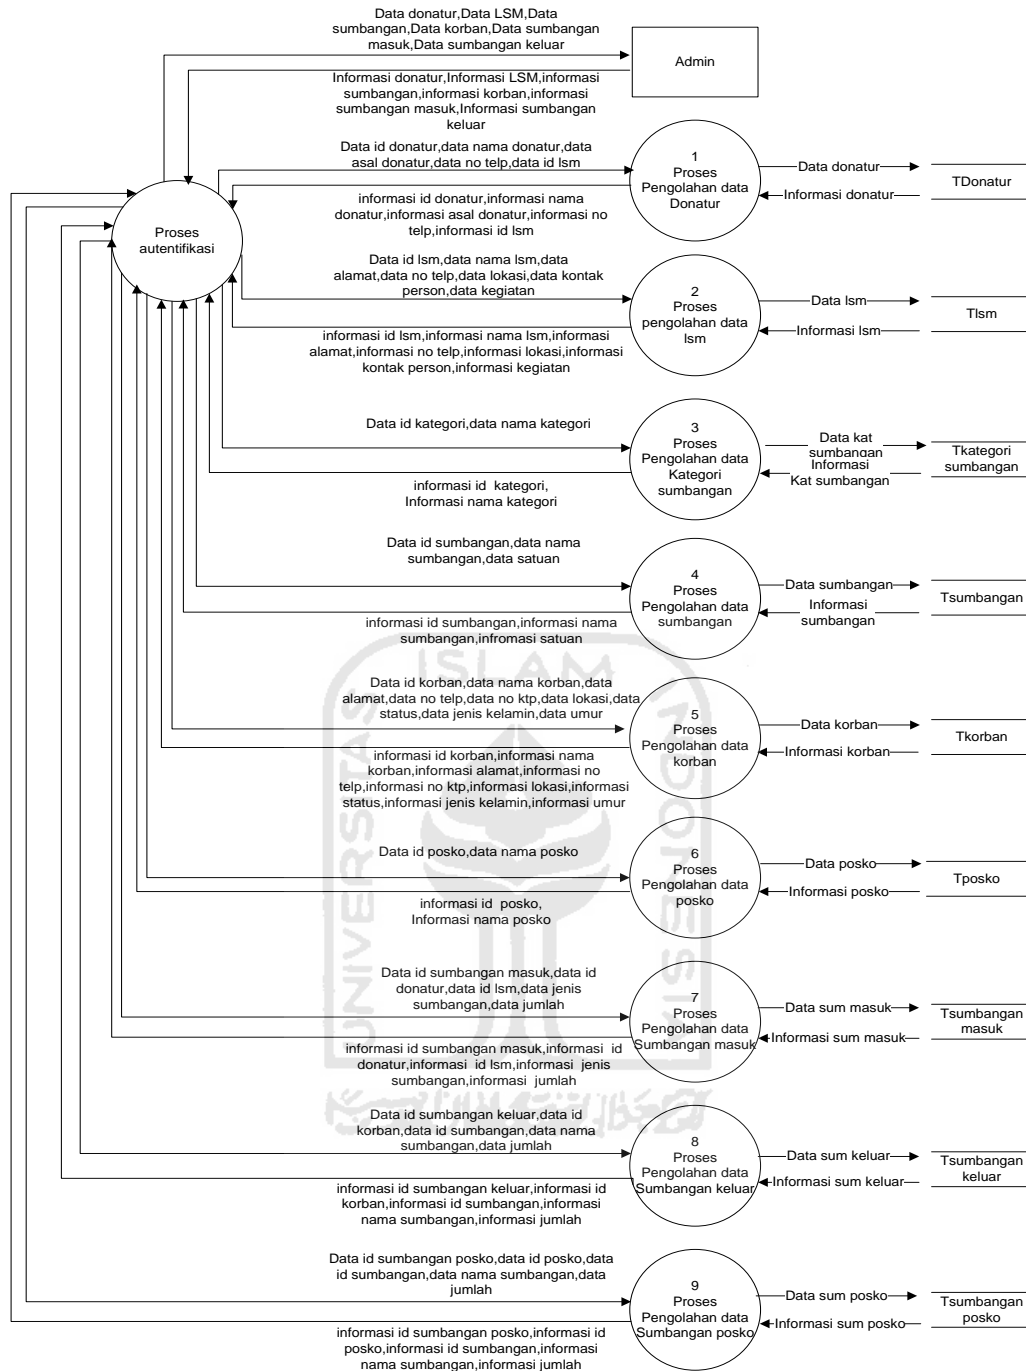 Data donatur,Data LSM,Data
sumbangan,Data korban,Data sumbangan
masuk,Data sumbangan keluar
Admin
Informasi donatur,Informasi LSM,informasi
sumbangan,informasi korban,informasi
sumbangan masuk,Informasi sumbangan
keluar
Proses
autentifikasi
Data id donatur,data nama donatur,data
asal donatur,data no telp,data id lsm
informasi id donatur,informasi nama
donatur,informasi asal donatur,informasi no
telp,informasi id lsm
1
Proses
Pengolahan data
Donatur
Data donatur
Informasi donatur
TDonatur
Data id lsm,data nama lsm,data
alamat,data no telp,data lokasi,data kontak
person,data kegiatan
informasi id lsm,informasi nama lsm,informasi
alamat,informasi no telp,informasi lokasi,informasi
kontak person,informasi kegiatan
2
Proses
pengolahan data
lsm
Data lsm
Informasi lsm
Tlsm
Data id kategori,data nama kategori
informasi id  kategori,
Informasi nama kategori
3
Proses
Pengolahan data
Kategori
sumbangan
Data kat
sumbangan
Informasi
Kat sumbangan
Tkategori
sumbangan
Data id sumbangan,data nama
sumbangan,data satuan
informasi id sumbangan,informasi nama
sumbangan,infromasi satuan
4
Proses
Pengolahan data
sumbangan
Data sumbangan
Informasi
sumbangan
Tsumbangan
Data id korban,data nama korban,data
alamat,data no telp,data no ktp,data lokasi,data
status,data jenis kelamin,data umur
informasi id korban,informasi nama
korban,informasi alamat,informasi no
telp,informasi no ktp,informasi lokasi,informasi
status,informasi jenis kelamin,informasi umur
5
Proses
Pengolahan data
korban
Data korban
Informasi korban
Tkorban
Data id posko,data nama posko
informasi id  posko,
Informasi nama posko
6
Proses
Pengolahan data
posko
Data posko
Informasi posko
Tposko
Data id sumbangan masuk,data id
donatur,data id lsm,data jenis
sumbangan,data jumlah
informasi id sumbangan masuk,informasi  id
donatur,informasi  id lsm,informasi  jenis
sumbangan,informasi  jumlah
7
Proses
Pengolahan data
Sumbangan masuk
Data sum masuk
Informasi sum masuk
Tsumbangan
masuk
Data id sumbangan keluar,data id
korban,data id sumbangan,data nama
sumbangan,data jumlah
informasi id sumbangan keluar,informasi id
korban,informasi id sumbangan,informasi
nama sumbangan,informasi jumlah
8
Proses
Pengolahan data
Sumbangan keluar
Data sum keluar
Informasi sum keluar
Tsumbangan
keluar
Data id sumbangan posko,data id posko,data
id sumbangan,data nama sumbangan,data
jumlah
informasi id sumbangan posko,informasi id
posko,informasi id sumbangan,informasi
nama sumbangan,informasi jumlah
9
Proses
Pengolahan data
Sumbangan posko
Data sum posko
Informasi sum posko
Tsumbangan
posko
UNIVERSITAS
ISLAM
INDONESIA